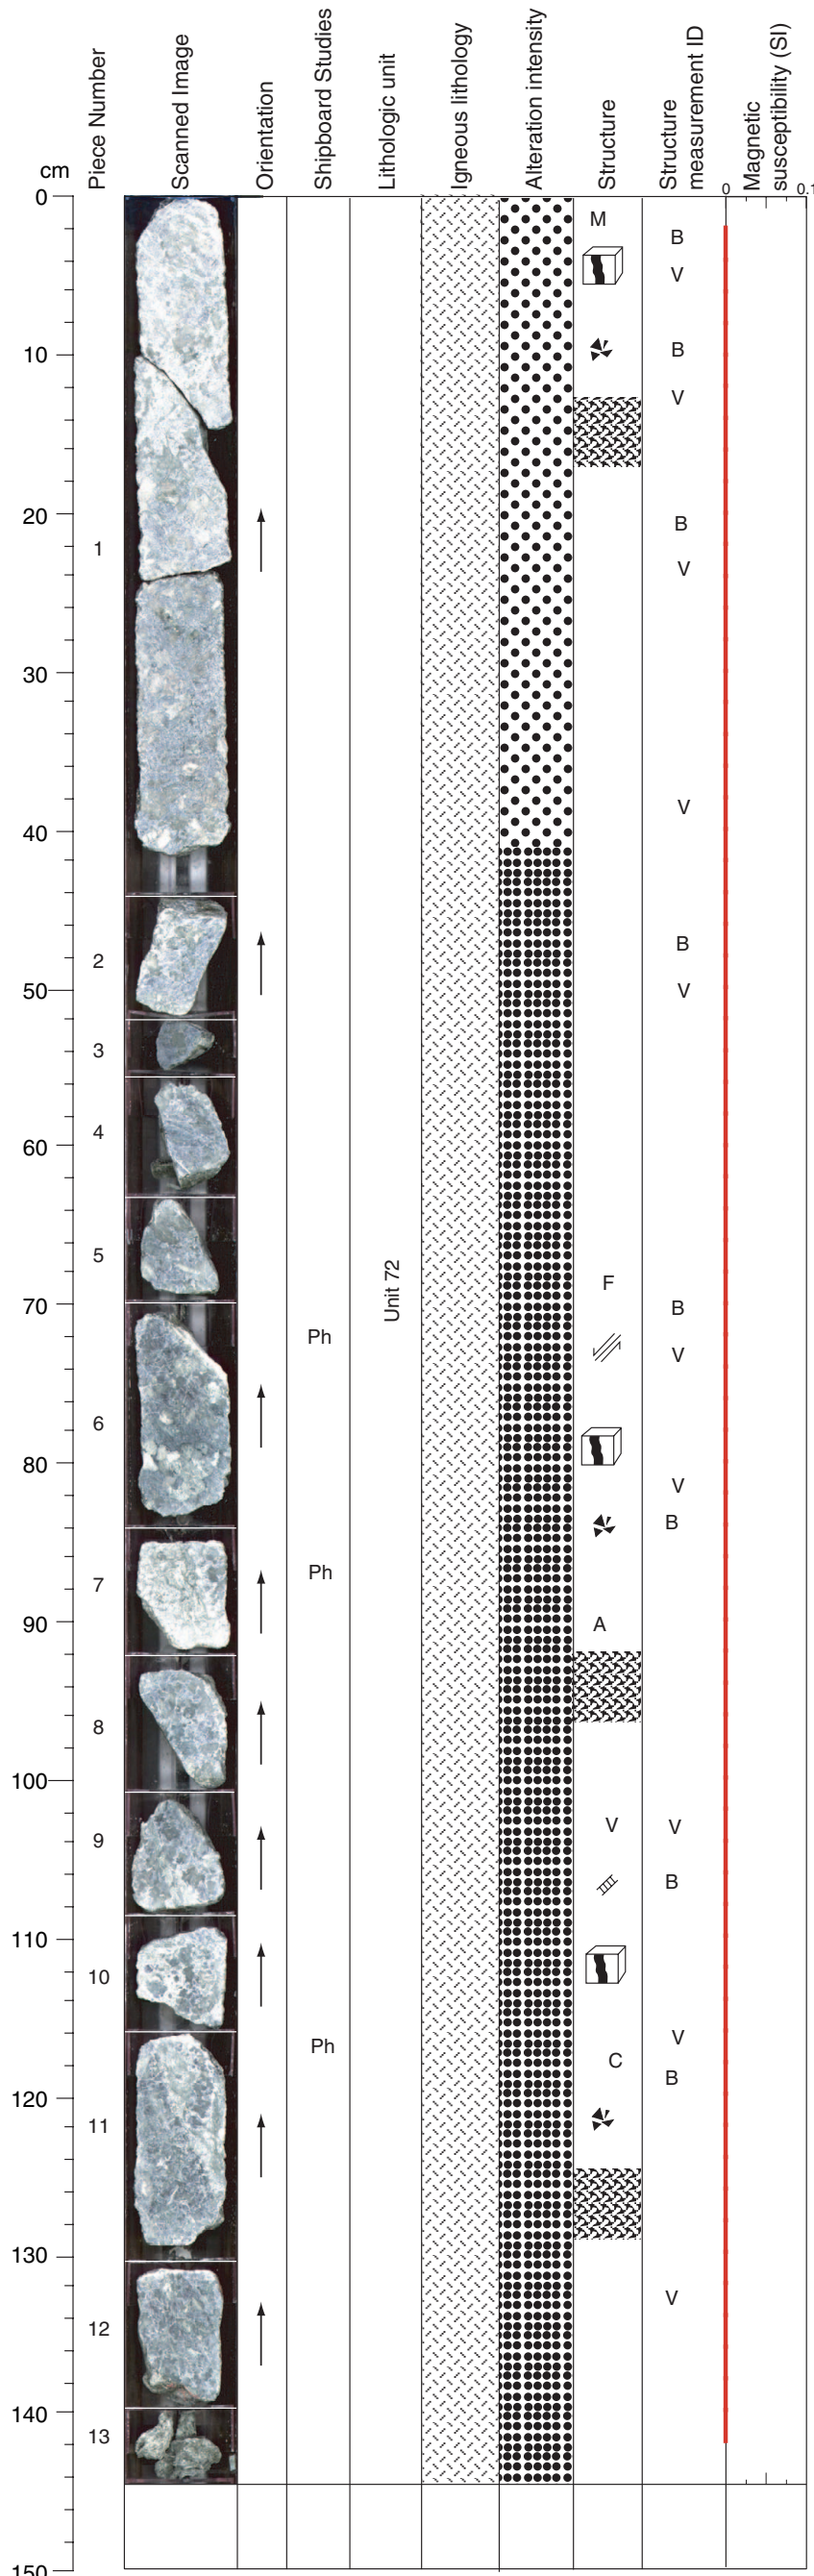 cm
Piece Number
Scanned Image
Orientation
Shipboard Studies
Lithologic unit
Igneous lithology
Alteration intensity
Structure
Structure
measurement ID
Magnetic
susceptibility (SI)
0 0.1
0
M
B
V
10
B
V
20
B
1
V
30
V
40
B
2
50
V
3
4
60
5
Unit 72
F
70
B
Ph
V
6
80
V
B
Ph
7
90
A
8
100
V V
9
B
110
10
V
Ph
C
B
120
11
130
V
12
140
13
150